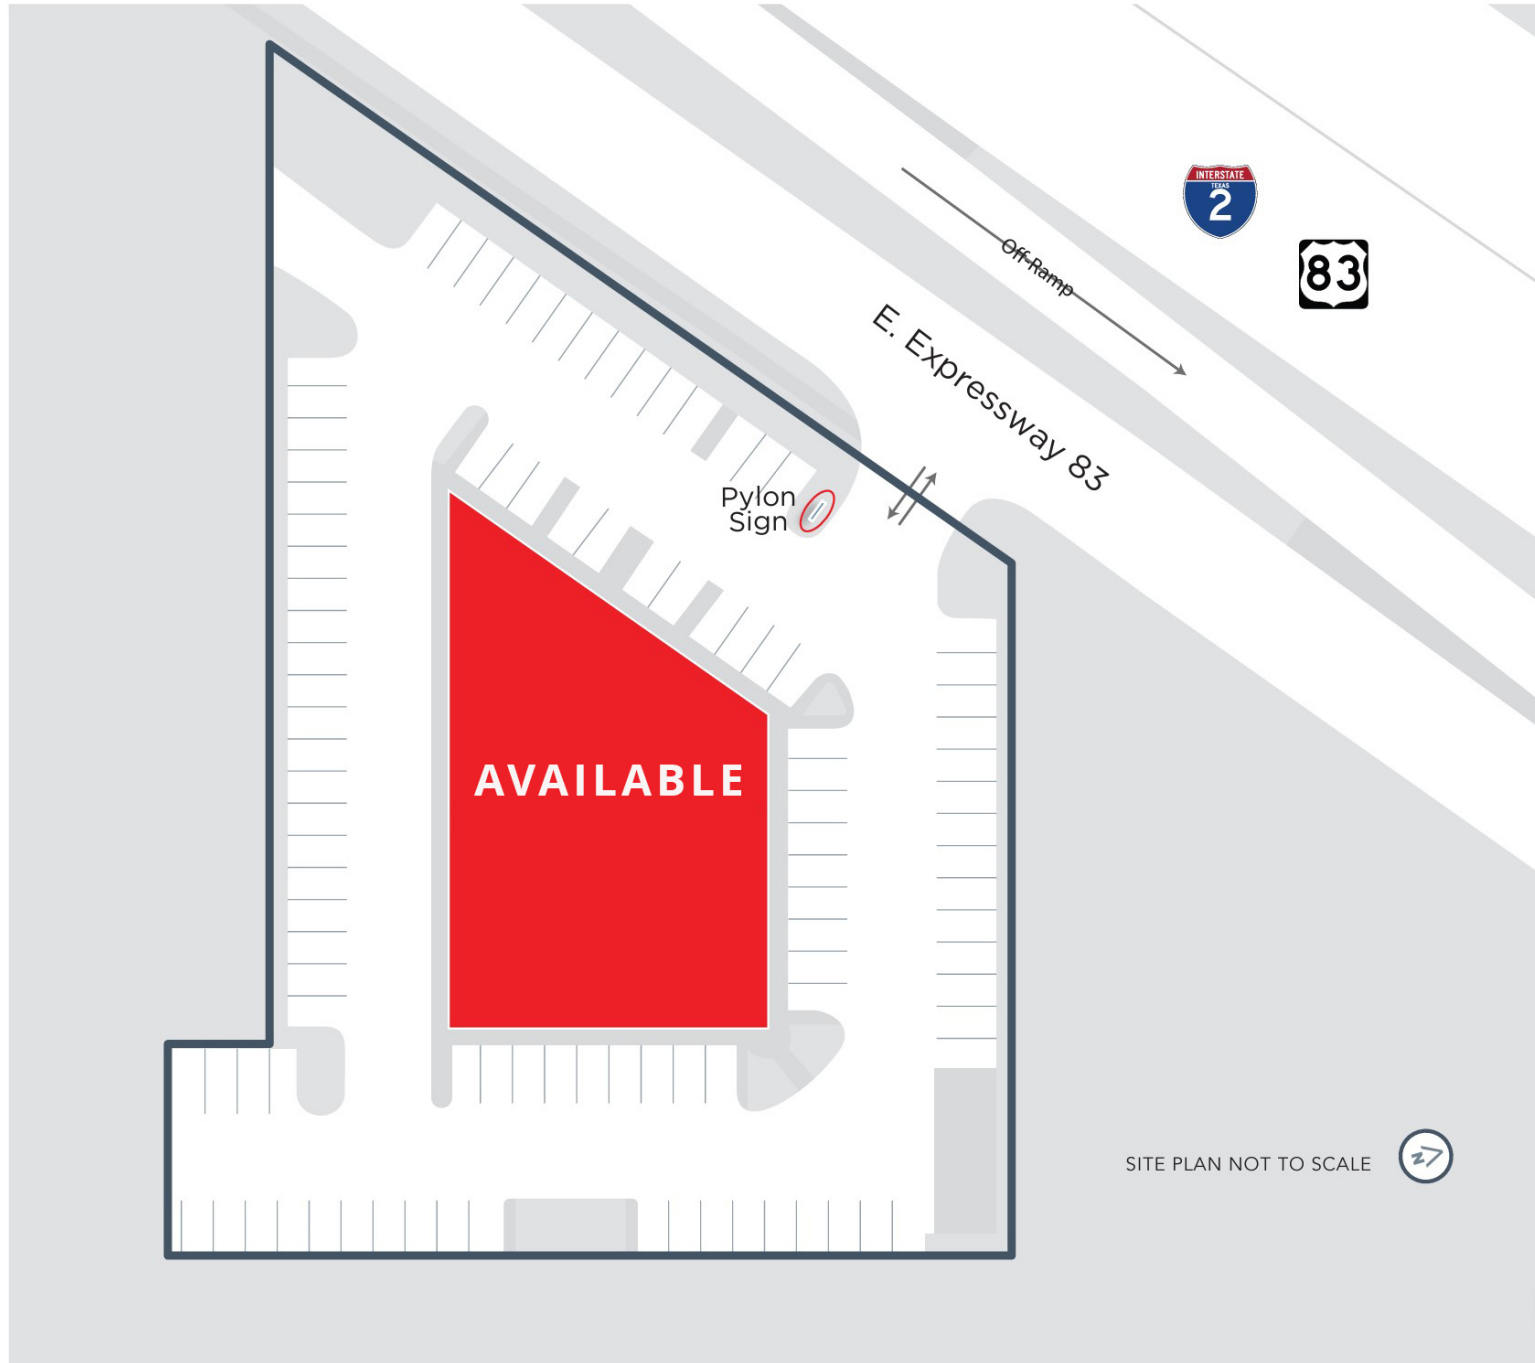 INTERSTATE
TEXAS
2
83
Off-Ramp
E. Expressway 83
Pylon
Sign
AVAILABLE
SITE PLAN NOT TO SCALE
N